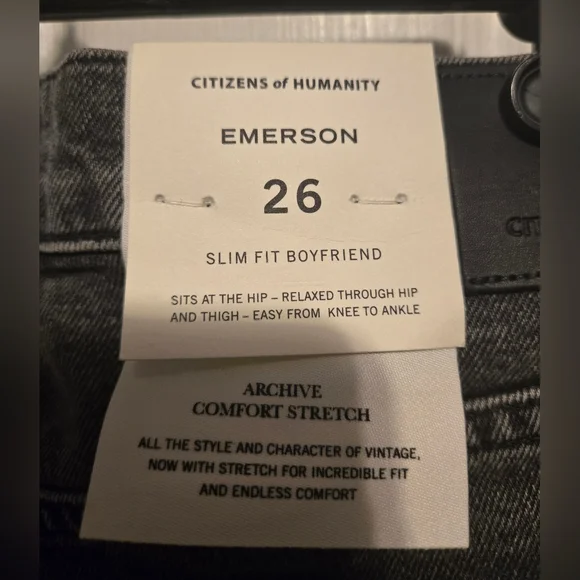 CITIZENS of HUMANITY
EMERSON
26
SLIM FIT BOYFRIEND
SITS AT THE HIP – RELAXED THROUGH HIP
AND THIGH – EASY FROM KNEE TO ANKLE
ARCHIVE
COMFORT STRETCH
ALL THE STYLE AND CHARACTER OF VINTAGE,
NOW WITH STRETCH FOR INCREDIBLE FIT
AND ENDLESS COMFORT